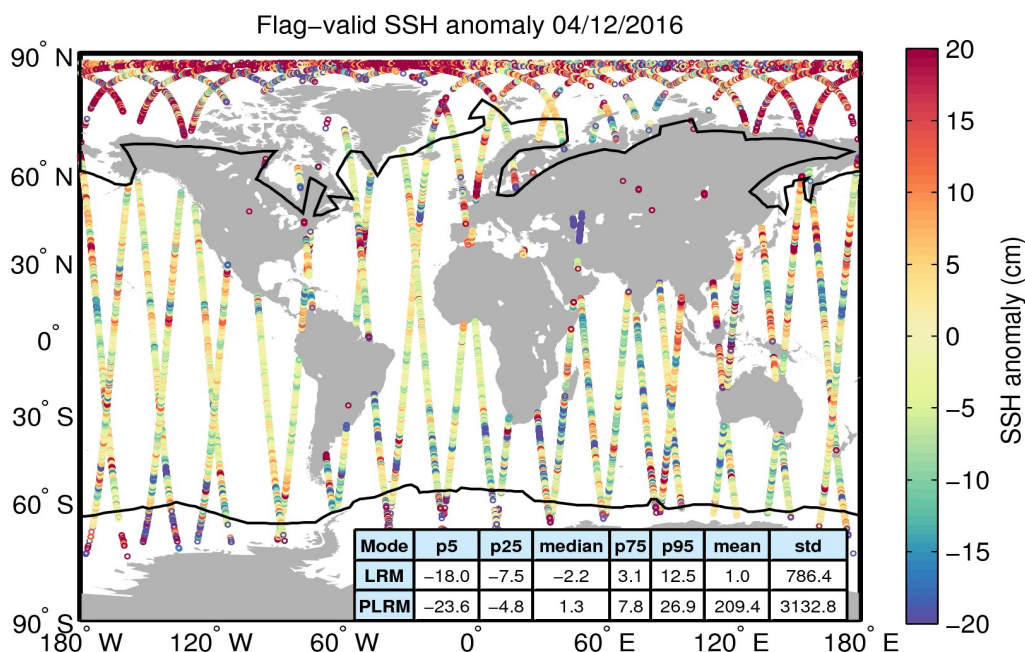 Flag−valid SSH anomaly 04/12/2016
90° N
60° N
30° N
0°
30° S
60° S
90° S
180° W
120° W
60° W
0°
60° E
120° E
180° E
Mode p5 p25 median p75 p95 mean std
LRM −18.0 −7.5 −2.2 3.1 12.5 1.0 786.4
PLRM −23.6 −4.8 1.3 7.8 26.9 209.4 3132.8
20
15
10
5
0
−5
−10
−15
−20
SSH anomaly (cm)